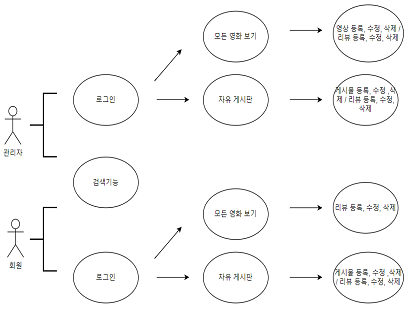 모든 영화 보기
영상 등록, 수정, 삭제 /
리뷰 등록, 수정, 삭제
로그인
자유 게시판
게시물 등록, 수정 ,삭
제 / 리뷰 등록, 수정,
삭제
관리자
검색기능
모든 영화 보기
리뷰 등록, 수정, 삭제
회원
로그인
자유 게시판
게시물 등록, 수정 ,삭제
/ 리뷰 등록, 수정, 삭제